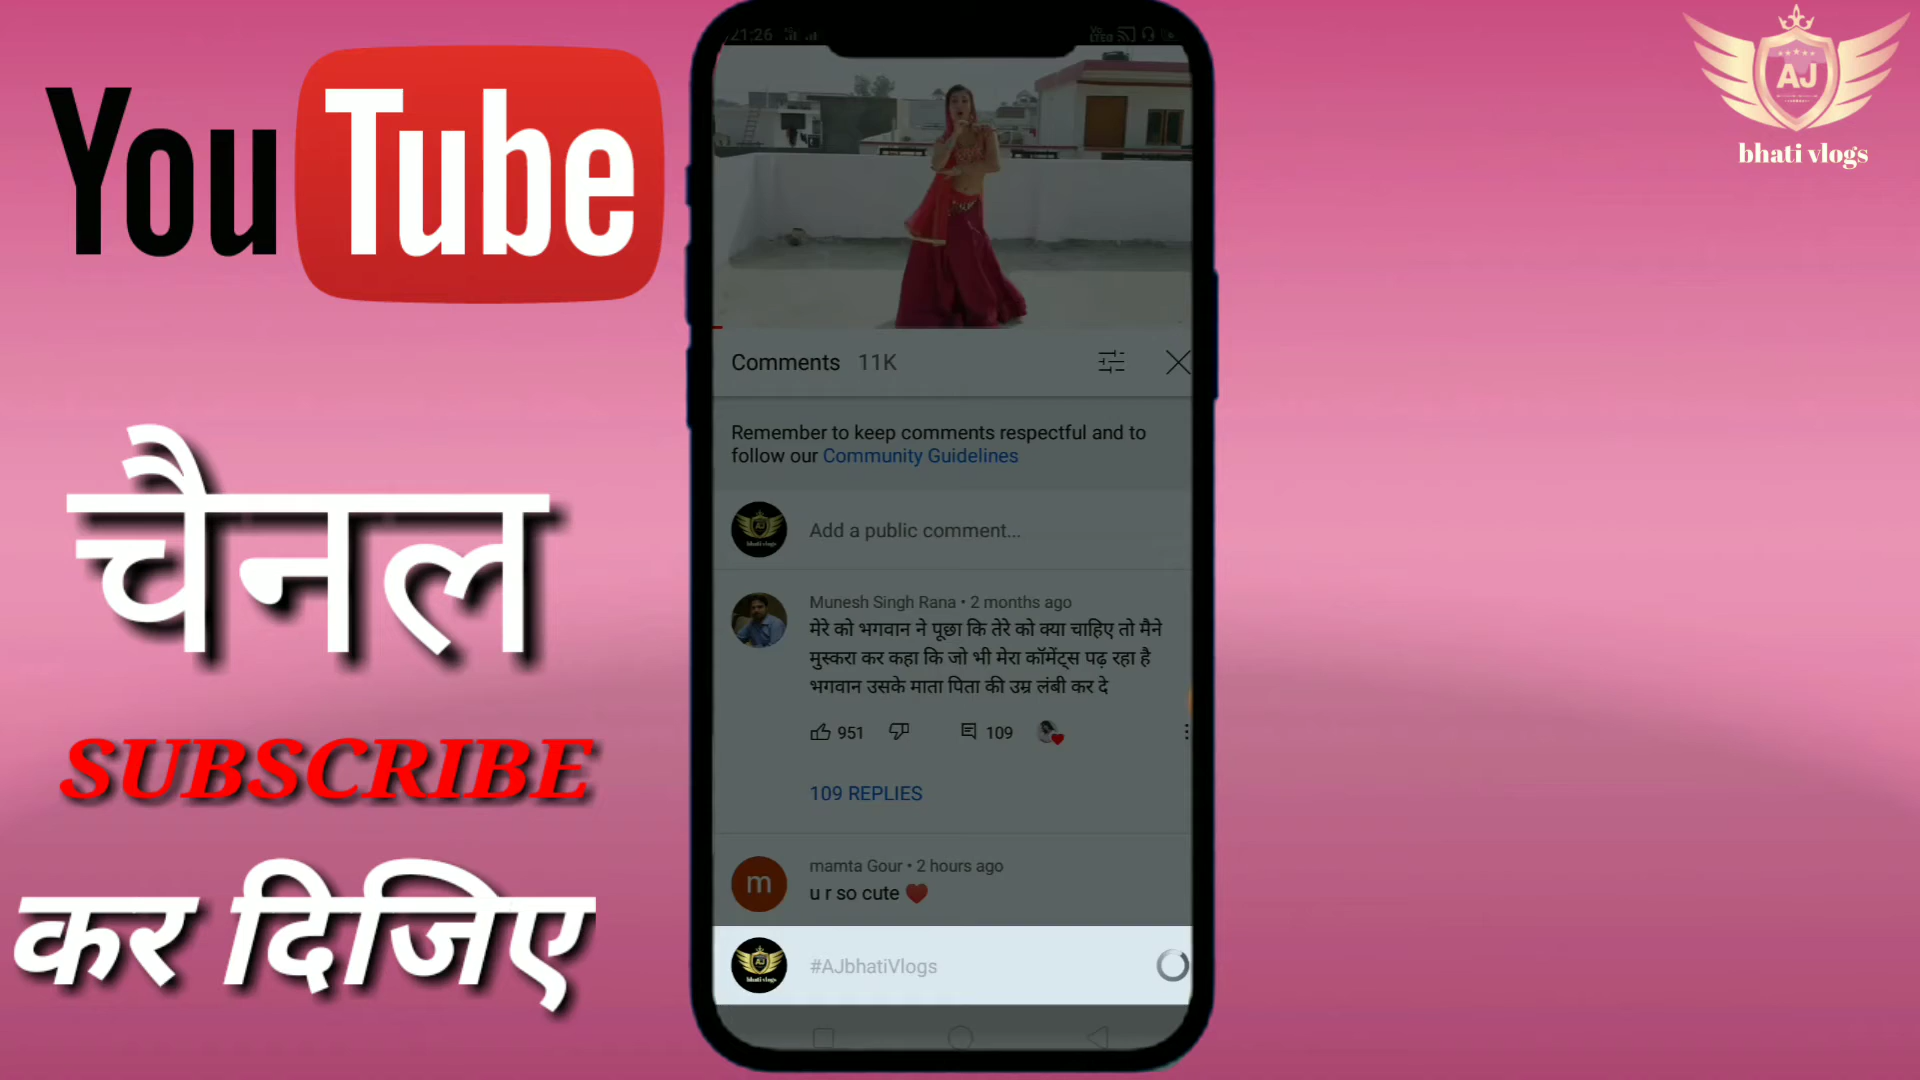 YouTube
चैनल
SUBSCRIBE
कर दिजिए
21:26
Comments 11K
Remember to keep comments respectful and to
follow our Community Guidelines
Add a public comment...
Munesh Singh Rana • 2 months ago
मेरे को भगवान ने पूछा कि तेरे को क्या चाहिए तो मैने
मुस्करा कर कहा कि जो भी मेरा कॉमेंट्स पढ़ रहा है
भगवान उसके माता पिता की उम्र लंबी कर दे
951
109
109 REPLIES
m
mamta Gour • 2 hours ago
u r so cute ❤
#AJbhatiVlogs
AJ
bhati vlogs